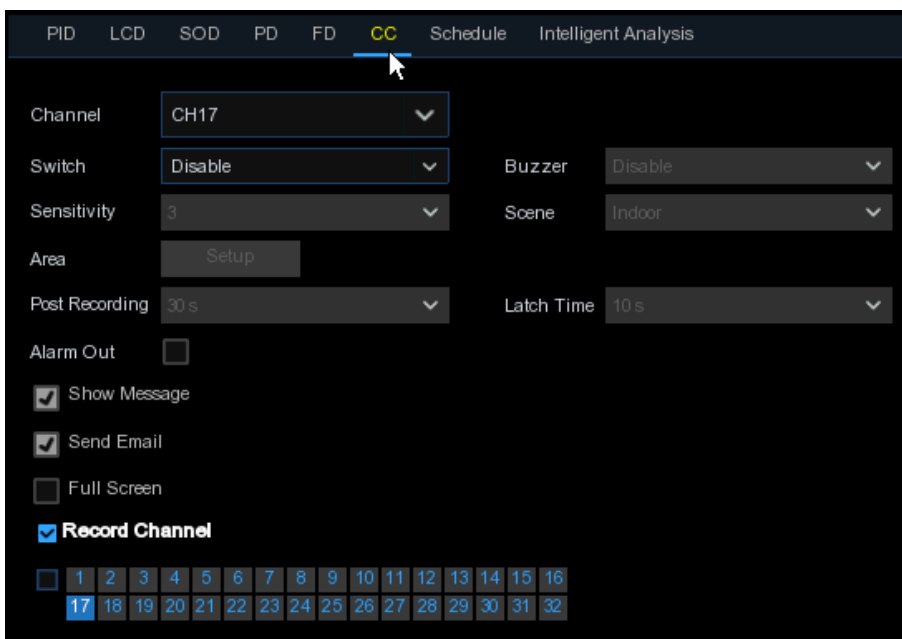 PID LCD SOD PD FD CC Schedule Intelligent Analysis
Channel CH17
Switch Disable Buzzer Disable
Sensitivity 3 Scene Indoor
Area Setup
Post Recording 30 s Latch Time 10 s
Alarm Out
Show Message
Send Email
Full Screen
Record Channel
1 2 3 4 5 6 7 8 9 10 11 12 13 14 15 16
17 18 19 20 21 22 23 24 25 26 27 28 29 30 31 32